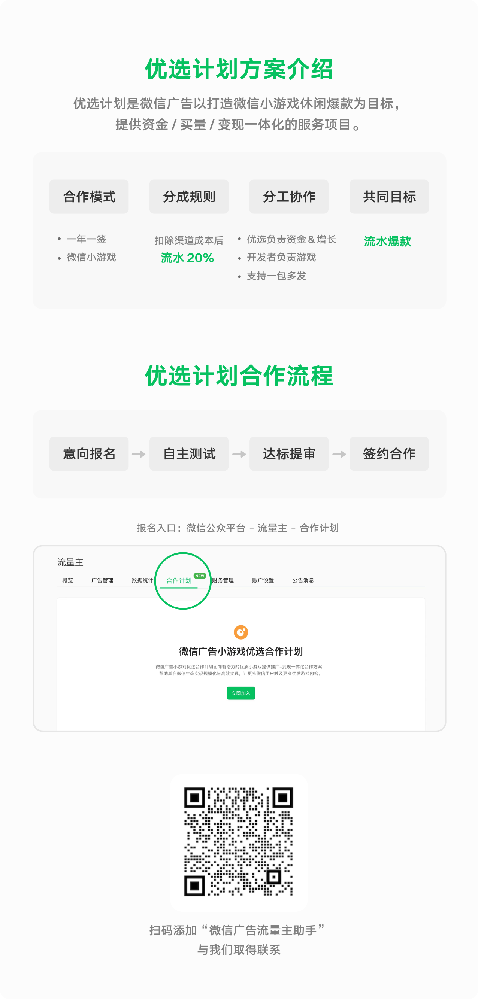 优选计划方案介绍
优选计划是微信广告以打造微信小游戏休闲爆款为目标，
提供资金 / 买量 / 变现一体化的服务项目。
合作模式
• 一年一签
• 微信小游戏
分成规则
扣除渠道成本后
流水 20%
分工协作
• 优选负责资金 & 增长
• 开发者负责游戏
• 支持一包多发
共同目标
流水爆款
优选计划合作流程
意向报名 → 自主测试 → 达标提审 → 签约合作
报名入口：微信公众平台 - 流量主 - 合作计划
流量主
概览 广告管理 数据统计 合作计划 NEW 财务管理 账户设置 公告消息
微信广告小游戏优选合作计划
微信广告小游戏优选合作计划面向有潜力的优质小游戏提供推广+变现一体化合作方案，
帮助其在微信生态实现规模化与高效变现，让更多微信用户触及更多优质游戏内容。
立即加入
扫码添加“微信广告流量主助手”
与我们取得联系